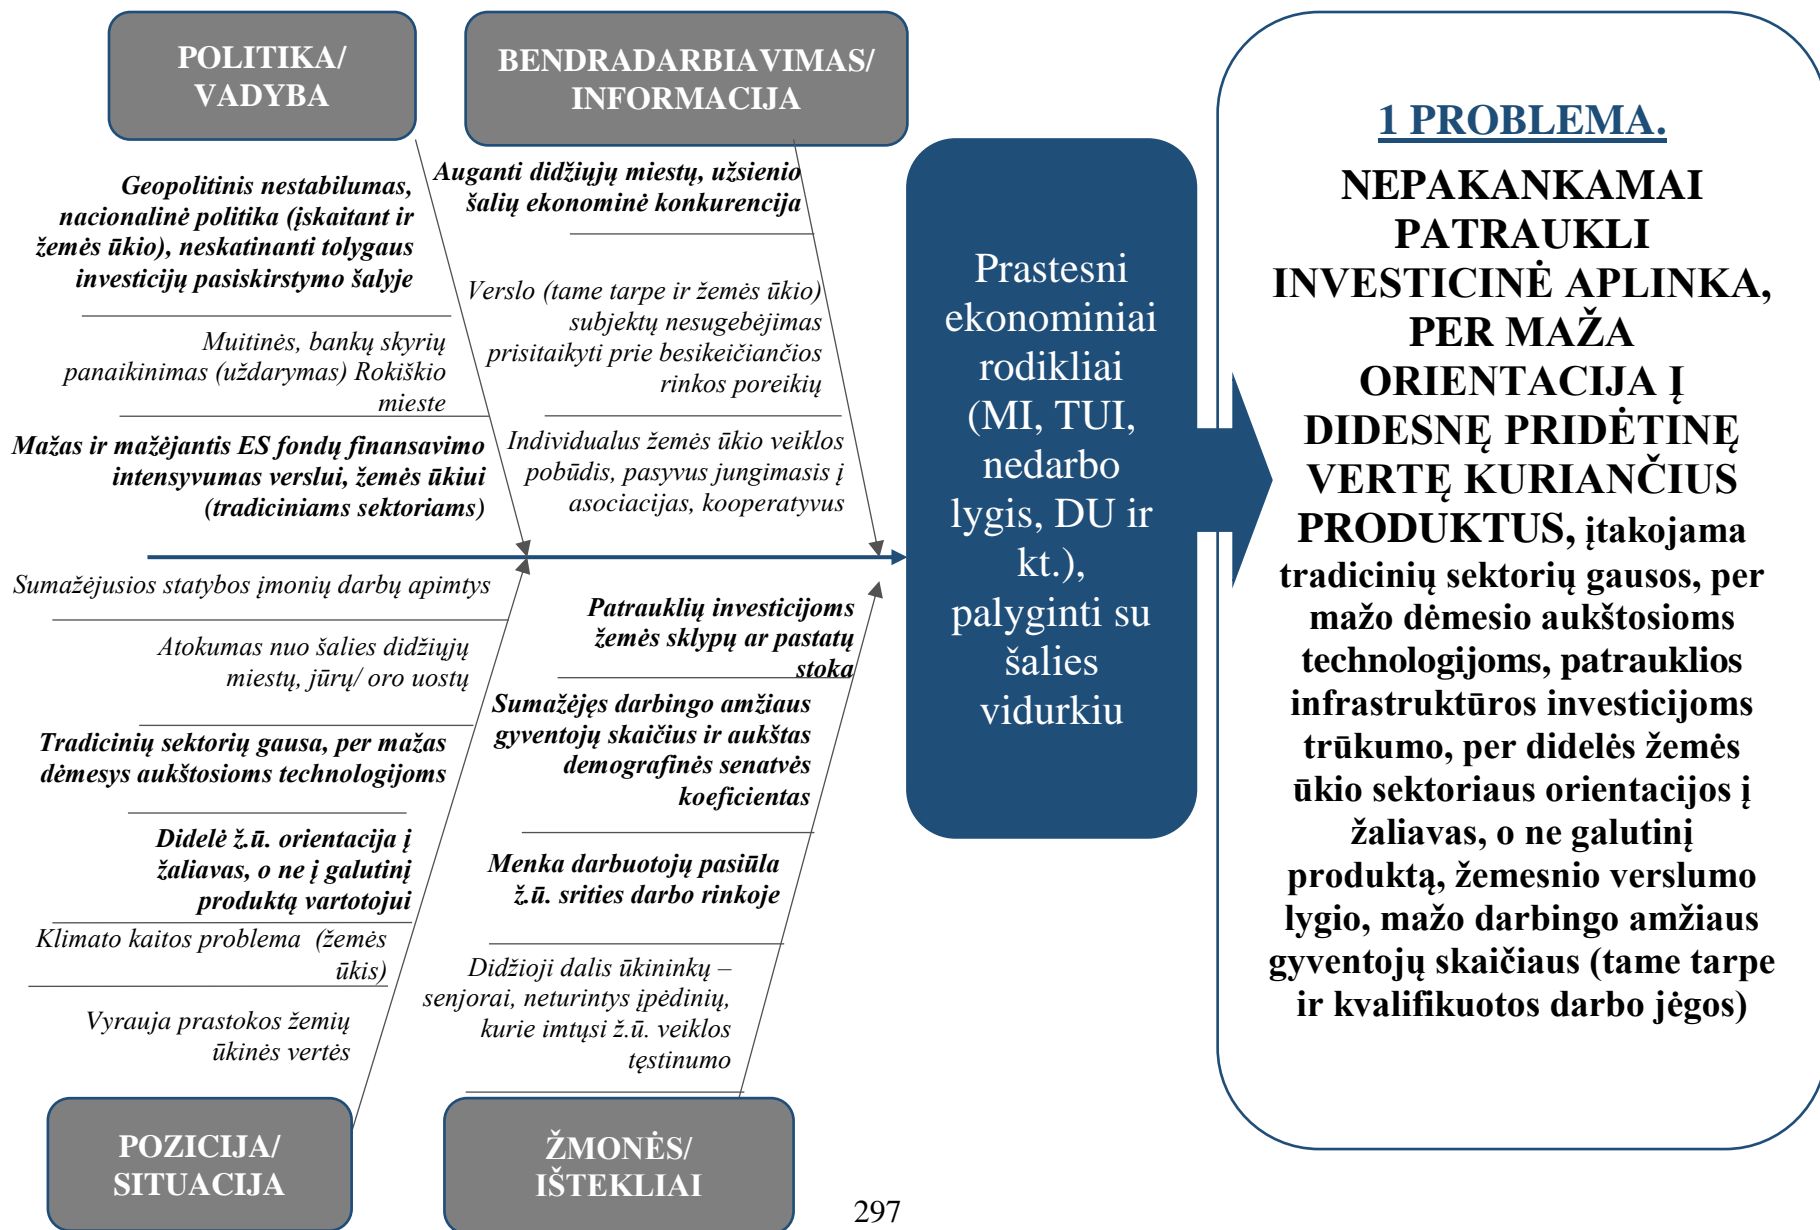 POLITIKA/
VADYBA
Geopolitinis nestabilumas,
nacionalinė politika (įskaitant ir
žemės ūkio), neskatinanti tolygaus
investicijų pasiskirstymo šalyje
Muitinės, bankų skyrių
panaikinimas (uždarymas) Rokiškio
mieste
Mažas ir mažėjantis ES fondų finansavimo
intensyvumas verslui, žemės ūkiui
(tradiciniams sektoriams)
BENDRADARBIAVIMAS/
INFORMACIJA
Auganti didžiųjų miestų, užsienio
šalių ekonominė konkurencija
Verslo (tame tarpe ir žemės ūkio)
subjektų nesugebėjimas
prisitaikyti prie besikeičiančios
rinkos poreikių
Individualus žemės ūkio veiklos
pobūdis, pasyvus jungimasis į
asociacijas, kooperatyvus
Sumažėjusios statybos įmonių darbų apimtys
Atokumas nuo šalies didžiųjų
miestų, jūrų/ oro uostų
Tradicinių sektorių gausa, per mažas
dėmesys aukštosioms technologijoms
Didelė ž.ū. orientacija į
žaliavas, o ne į galutinį
produktą vartotojui
Klimato kaitos problema (žemės
ūkis)
Vyrauja prastokos žemių
ūkinės vertės
POZICIJA/
SITUACIJA
Patrauklių investicijoms
žemės sklypų ar pastatų
stoka
Sumažėjęs darbingo amžiaus
gyventojų skaičius ir aukštas
demografinės senatvės
koeficientas
Menka darbuotojų pasiūla
ž.ū. srities darbo rinkoje
Didžioji dalis ūkininkų –
senjorai, neturintys įpėdinių,
kurie imtųsi ž.ū. veiklos
tęstinumo
ŽMONĖS/
IŠTEKLIAI
Prastesni
ekonominiai
rodikliai
(MI, TUI,
nedarbo
lygis, DU ir
kt.),
palyginti su
šalies
vidurkiu
1 PROBLEMA.
NEPAKANKAMAI
PATRAUKLI
INVESTICINĖ APLINKA,
PER MAŽA
ORIENTACIJA Į
DIDESNĘ PRIDĖTINĘ
VERTĘ KURIANČIUS
PRODUKTUS, įtakojama
tradicinių sektorių gausos, per
mažo dėmesio aukštosioms
technologijoms, patrauklios
infrastruktūros investicijoms
trūkumo, per didelės žemės
ūkio sektoriaus orientacijos į
žaliavas, o ne galutinį
produktą, žemesnio verslumo
lygio, mažo darbingo amžiaus
gyventojų skaičiaus (tame tarpe
ir kvalifikuotos darbo jėgos)
297